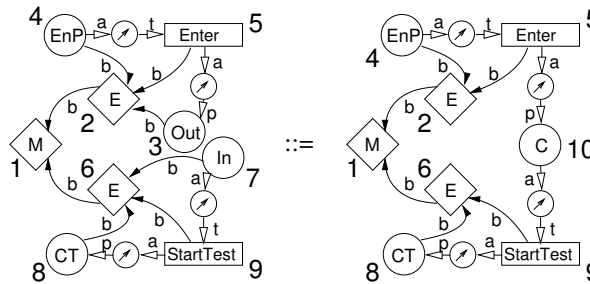 4 EnP a t Enter 5
b b a
E
b 2 b p
M 3 Out
1 6 In
b E b 7
a
b b
CT p a StartTest t
8 9
::=
4 EnP a t Enter 5
b b a
E
b 2 p
M C
1 6 10
b E a
b b
CT p a StartTest t
8 9